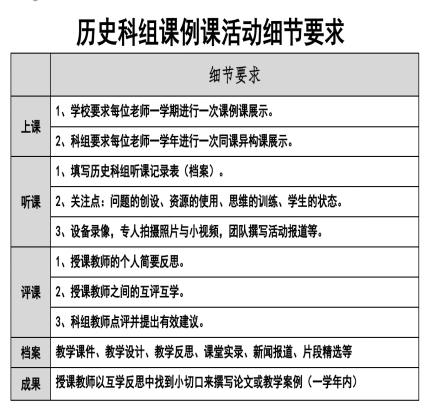 历史科组课例课活动细节要求
细节要求
上课
1、学校要求每位老师一学期进行一次课例课展示。
2、科组要求每位老师一学年进行一次同课异构课展示。
听课
1、填写历史科组听课记录表（档案）。
2、关注点：问题的创设、资源的使用、思维的训练、学生的状态。
3、设备录像，专人拍摄照片与小视频，团队撰写活动报道等。
评课
1、授课教师的个人简要反思。
2、授课教师之间的互评互学。
3、科组教师点评并提出有效建议。
档案
教学课件、教学设计、教学反思、课堂实录、新闻报道、片段精选等
成果
授课教师以互学反思中找到小切口来撰写论文或教学案例（一学年内）